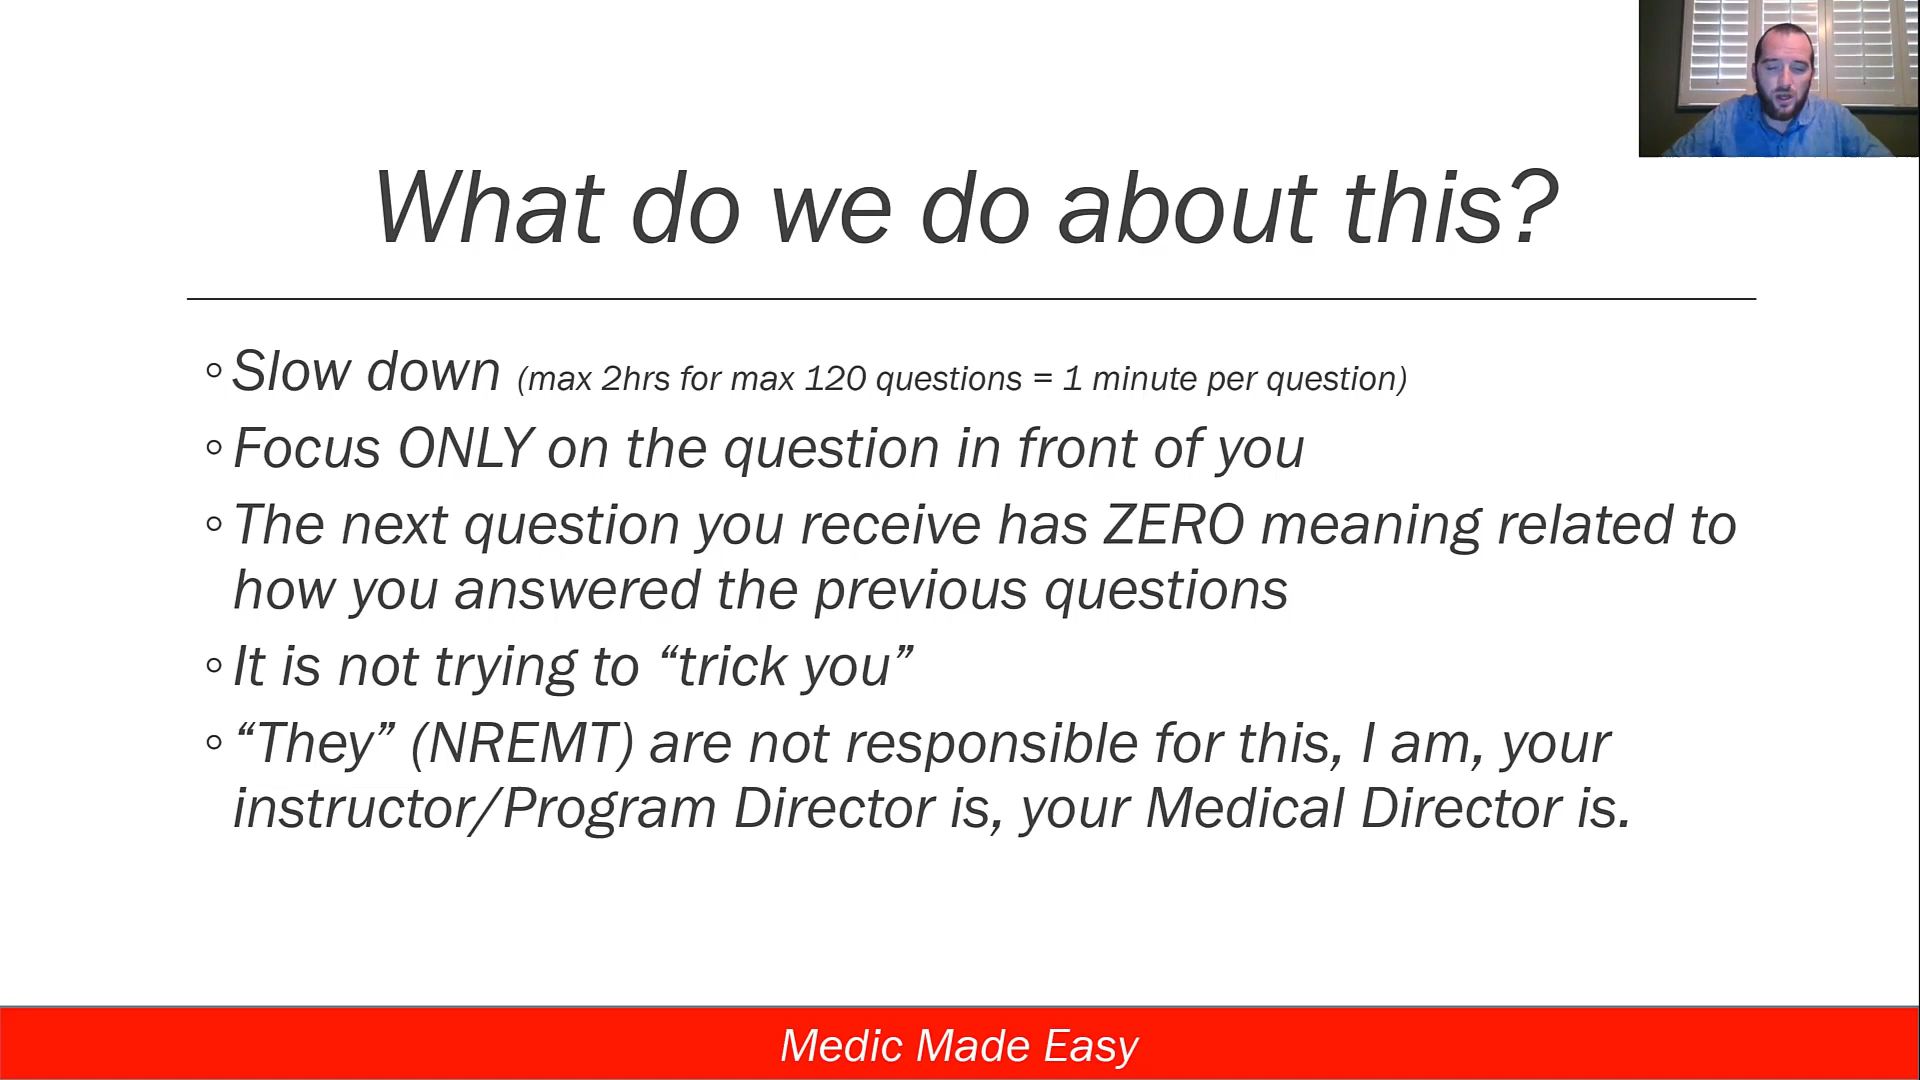 What do we do about this?
◦Slow down (max 2hrs for max 120 questions = 1 minute per question)
◦Focus ONLY on the question in front of you
◦The next question you receive has ZERO meaning related to
how you answered the previous questions
◦It is not trying to “trick you”
◦“They” (NREMT) are not responsible for this, I am, your
instructor/Program Director is, your Medical Director is.
Medic Made Easy